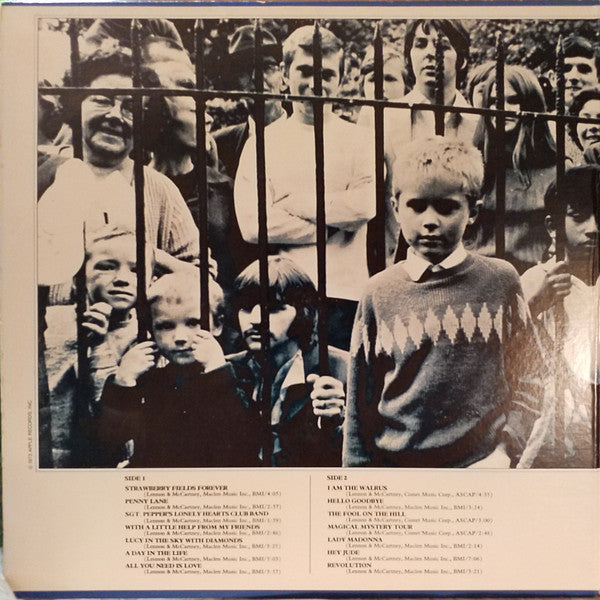 © 1973 APPLE RECORDS, INC.
SIDE 1
STRAWBERRY FIELDS FOREVER
(Lennon & McCartney, Maclen Music Inc., BMI/4:05)
PENNY LANE
(Lennon & McCartney, Maclen Music Inc., BMI/2:57)
SGT. PEPPER'S LONELY HEARTS CLUB BAND
(Lennon & McCartney, Maclen Music Inc., BMI/1:59)
WITH A LITTLE HELP FROM MY FRIENDS
(Lennon & McCartney, Maclen Music Inc., BMI/2:46)
LUCY IN THE SKY WITH DIAMONDS
(Lennon & McCartney, Maclen Music Inc., BMI/3:25)
A DAY IN THE LIFE
(Lennon & McCartney, Maclen Music Inc., BMI/5:03)
ALL YOU NEED IS LOVE
(Lennon & McCartney, Maclen Music Inc., BMI/3:57)
SIDE 2
I AM THE WALRUS
(Lennon & McCartney, Comet Music Corp., ASCAP/4:35)
HELLO GOODBYE
(Lennon & McCartney, Maclen Music Inc., BMI/3:24)
THE FOOL ON THE HILL
(Lennon & McCartney, Comet Music Corp., ASCAP/3:00)
MAGICAL MYSTERY TOUR
(Lennon & McCartney, Comet Music Corp., ASCAP/2:48)
LADY MADONNA
(Lennon & McCartney, Maclen Music Inc., BMI/2:14)
HEY JUDE
(Lennon & McCartney, Maclen Music Inc., BMI/7:06)
REVOLUTION
(Lennon & McCartney, Maclen Music Inc., BMI/3:21)